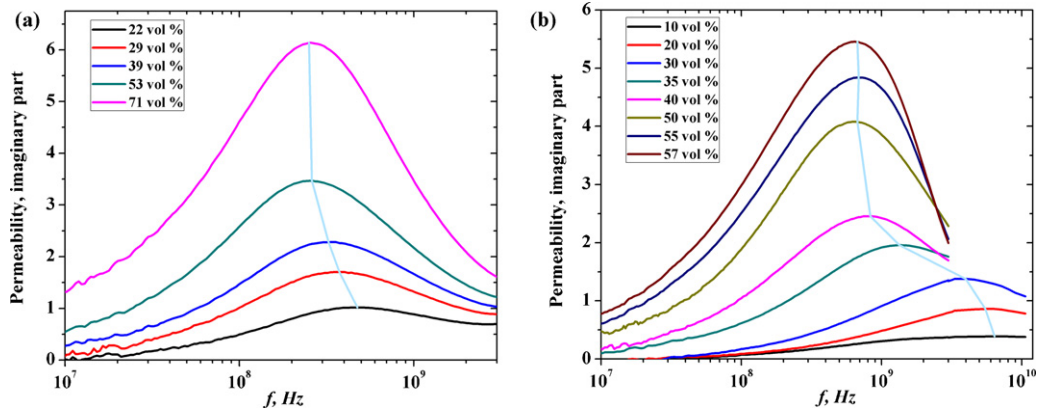 (a)
22 vol %
29 vol %
39 vol %
53 vol %
71 vol %
Permeability, imaginary part
6
5
4
3
2
1
0
10^7
10^8
10^9
f, Hz
(b)
10 vol %
20 vol %
30 vol %
35 vol %
40 vol %
50 vol %
55 vol %
57 vol %
Permeability, imaginary part
6
5
4
3
2
1
0
10^7
10^8
10^9
10^10
f, Hz